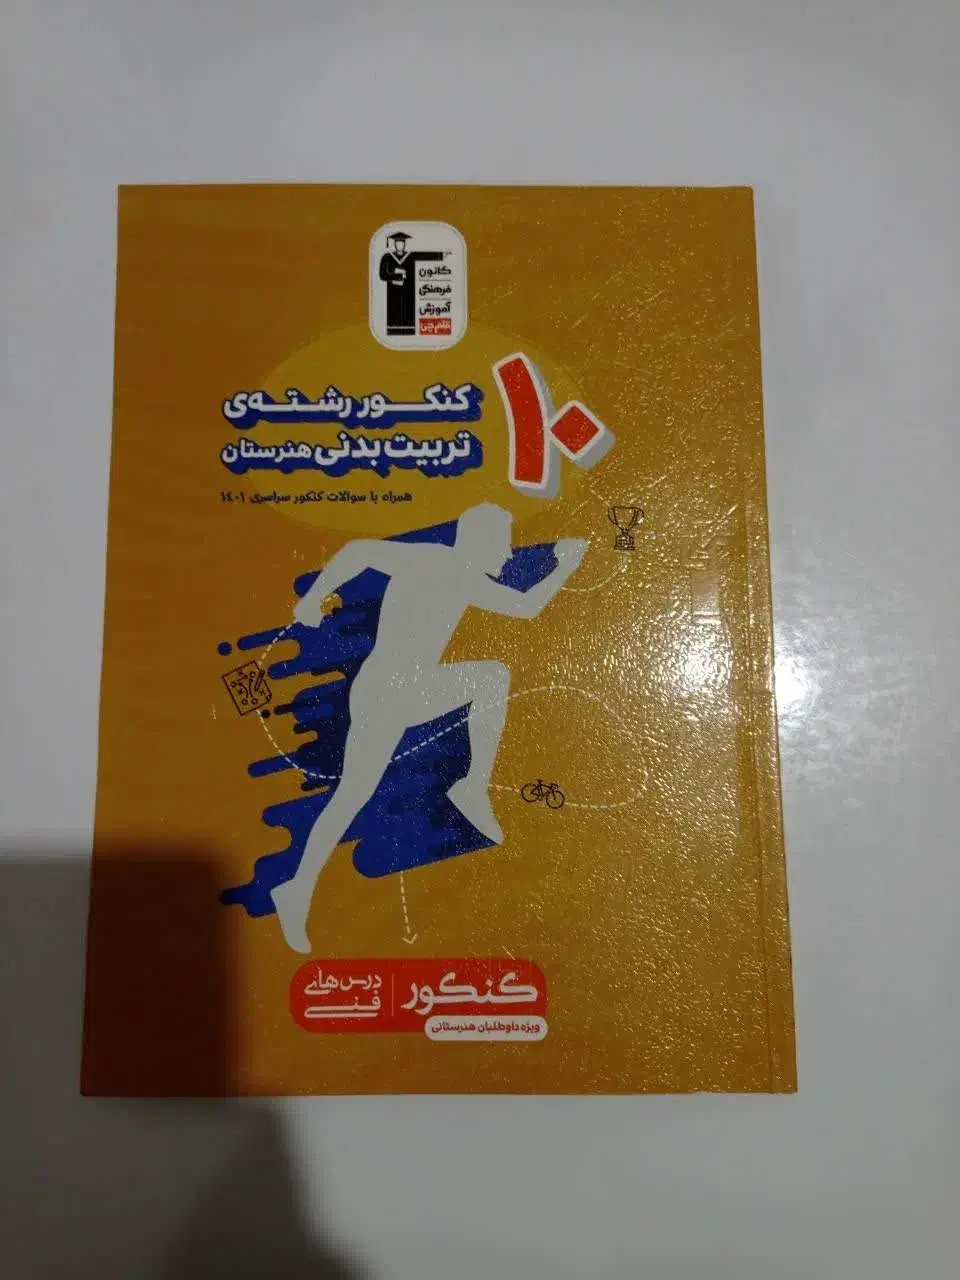 کانون
فرهنگی
آموزش
قلم‌چی
۱۰
کنکور رشته‌ی
تربیت بدنی هنرستان
همراه با سوالات کنکور سراسری ۱۴۰۱
کنکور
درس‌های
فنی
ویژه داوطلبان هنرستانی